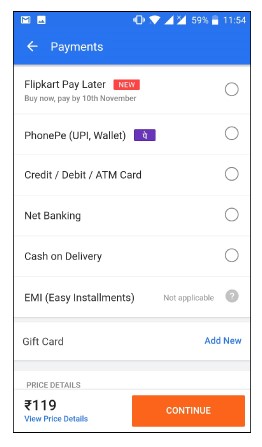 59% 11:54
Payments
Flipkart Pay Later NEW
Buy now, pay by 10th November
PhonePe (UPI, Wallet) पे
Credit / Debit / ATM Card
Net Banking
Cash on Delivery
EMI (Easy Installments) Not applicable ?
Gift Card Add New
PRICE DETAILS
₹119
View Price Details
CONTINUE